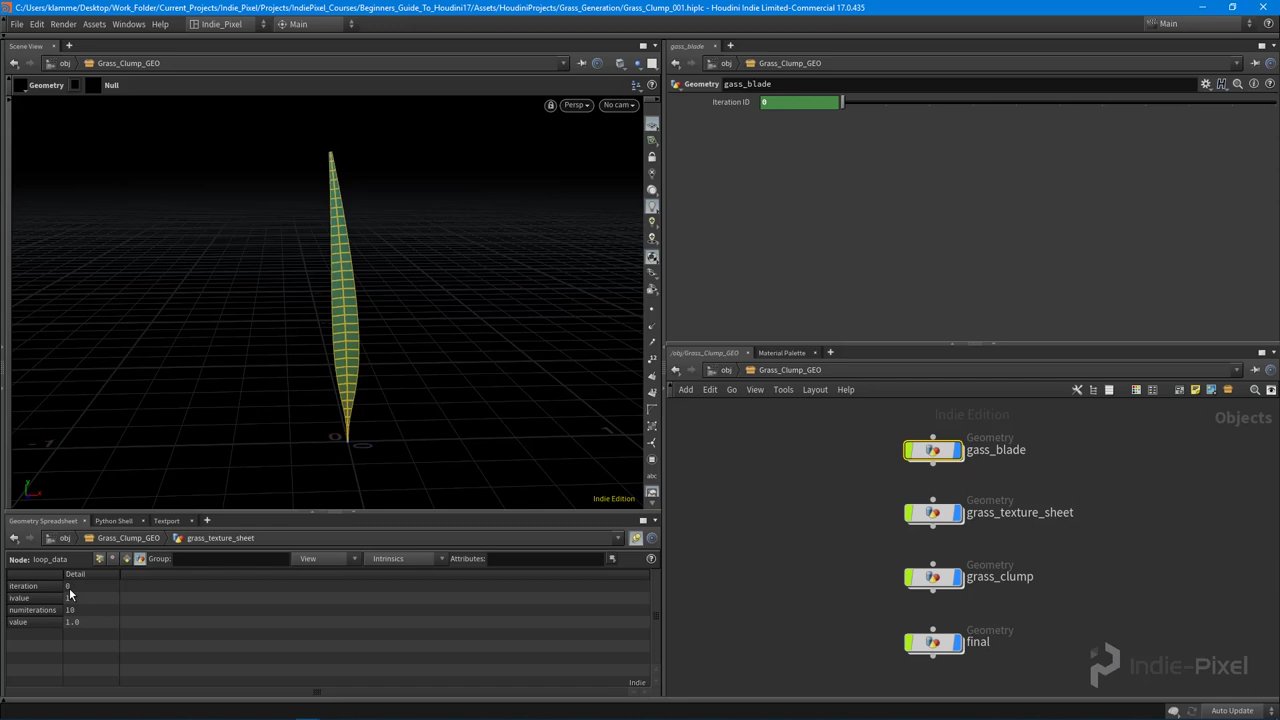 C:/Users/klamme/Desktop/Work_Folder/Current_Projects/Indie_Pixel/Projects/IndiePixel_Courses/Beginners_Guide_To_Houdini17/Assets/HoudiniProjects/Grass_Generation/Grass_Clump_001.hiplc - Houdini Indie Limited-Commercial 17.0.435
File Edit Render Assets Windows Help Indie_Pixel Main Main
Scene View
obj Grass_Clump_GEO
Geometry Null
Persp No cam
-1 0 1
Indie Edition
gass_blade
obj Grass_Clump_GEO
Geometry gass_blade
Iteration ID 0
/obj/Grass_Clump_GEO Material Palette
obj Grass_Clump_GEO
Add Edit Go View Tools Layout Help
Indie Edition
Objects
Geometry
gass_blade
Geometry
grass_texture_sheet
Geometry
grass_clump
Geometry
final
Indie-Pixel
Geometry Spreadsheet Python Shell Textport
obj Grass_Clump_GEO grass_texture_sheet
Node: loop_data Group: View Intrinsics Attributes:
Detail
iteration 0
ivalue
numiterations 10
value 1.0
Indie
Auto Update